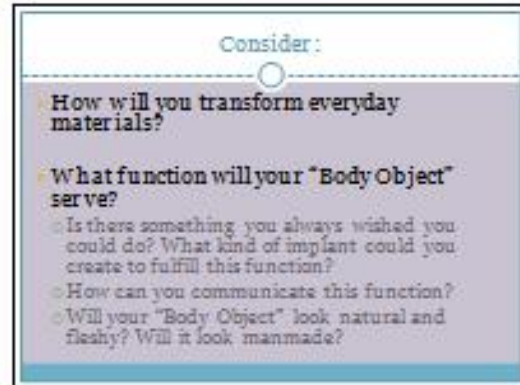 Consider:
How will you transform everyday
materials?
What function will your "Body Object"
serve?
Is there something you always wished you
could do? What kind of implant could you
create to fulfill this function?
How can you communicate this function?
Will your "Body Object" look natural and
fleshy? Will it look manmade?